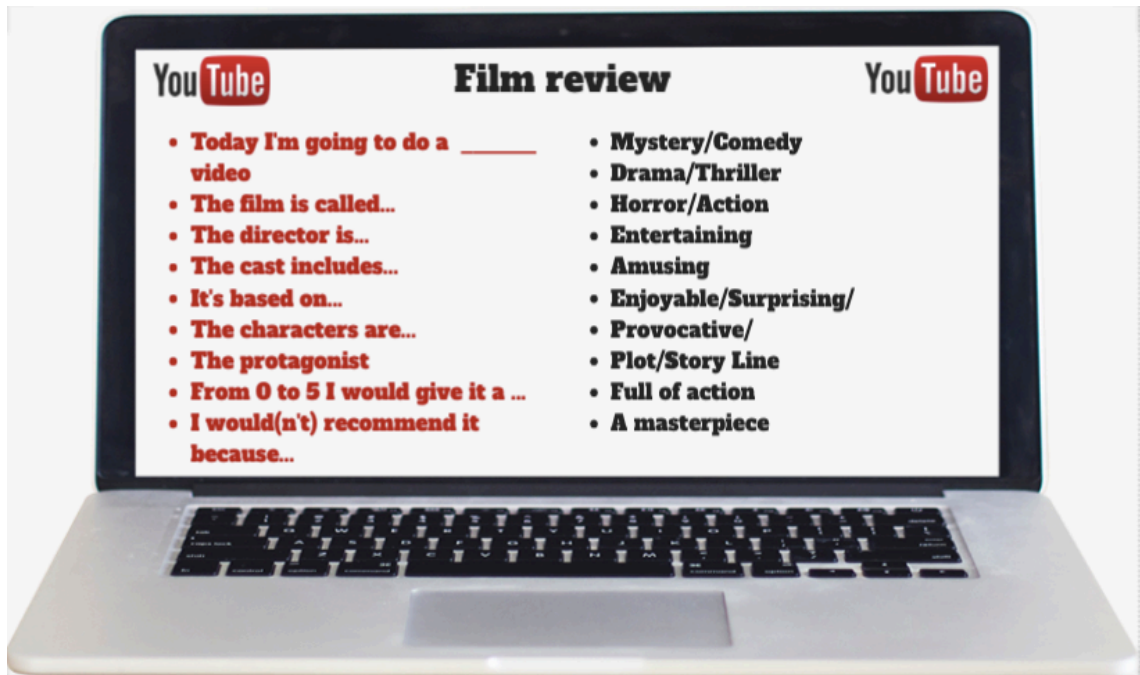 YouTube
Film review
YouTube
Today I'm going to do a ______
video
The film is called...
The director is...
The cast includes...
It's based on...
The characters are...
The protagonist
From 0 to 5 I would give it a ...
I would(n't) recommend it
because...
Mystery/Comedy
Drama/Thriller
Horror/Action
Entertaining
Amusing
Enjoyable/Surprising/
Provocative/
Plot/Story Line
Full of action
A masterpiece